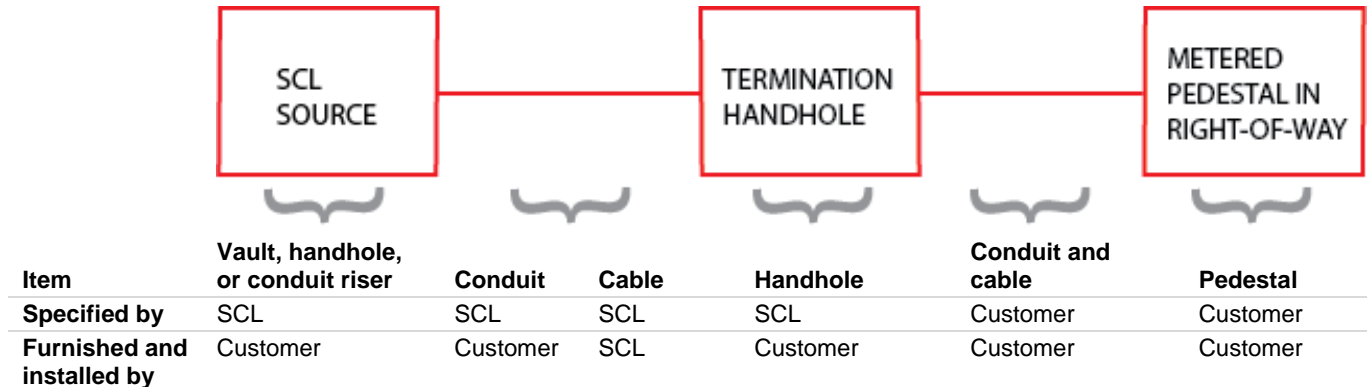 SCL
SOURCE
TERMINATION
HANDHOLE
METERED
PEDESTAL IN
RIGHT-OF-WAY
Item Vault, handhole, or conduit riser Conduit Cable Handhole Conduit and cable Pedestal
Specified by SCL SCL SCL SCL Customer Customer
Furnished and installed by Customer Customer SCL Customer Customer Customer